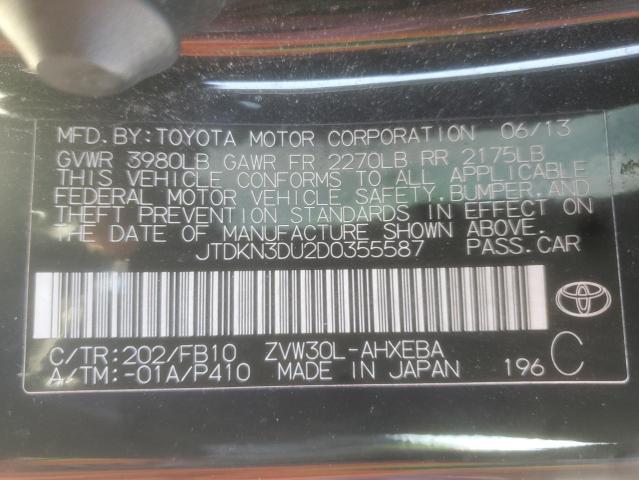 MFD. BY: TOYOTA MOTOR CORPORATION 06/13
GVWR 3980LB GAWR FR 2270LB RR 2175LB
THIS VEHICLE CONFORMS TO ALL APPLICABLE
FEDERAL MOTOR VEHICLE SAFETY, BUMPER, AND
THEFT PREVENTION STANDARDS IN EFFECT ON
THE DATE OF MANUFACTURE SHOWN ABOVE.
JTDKN3DU2D0355587 PASS.CAR
C/TR:202/FB10 ZVW30L-AHXEBA
A/TM:-01A/P410 MADE IN JAPAN 196 C